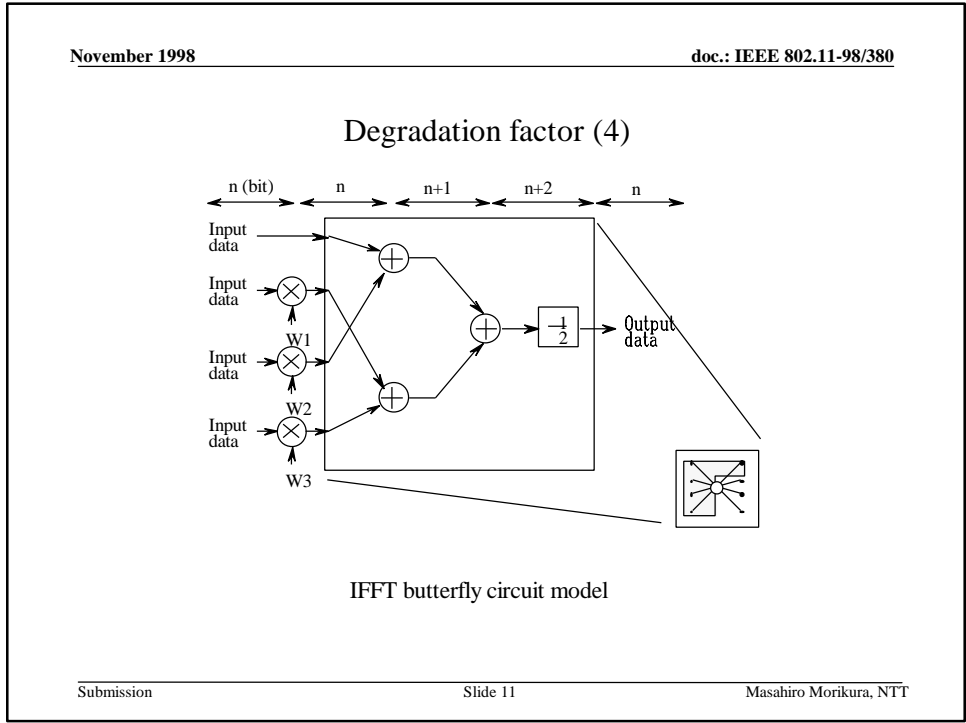 November 1998 doc.: IEEE 802.11-98/380
Degradation factor (4)
n (bit) n n+1 n+2 n
Input
data
Input
data
W1
Input
data
W2
Input
data
W3
1
2
Output
data
IFFT butterfly circuit model
Submission Slide 11 Masahiro Morikura, NTT